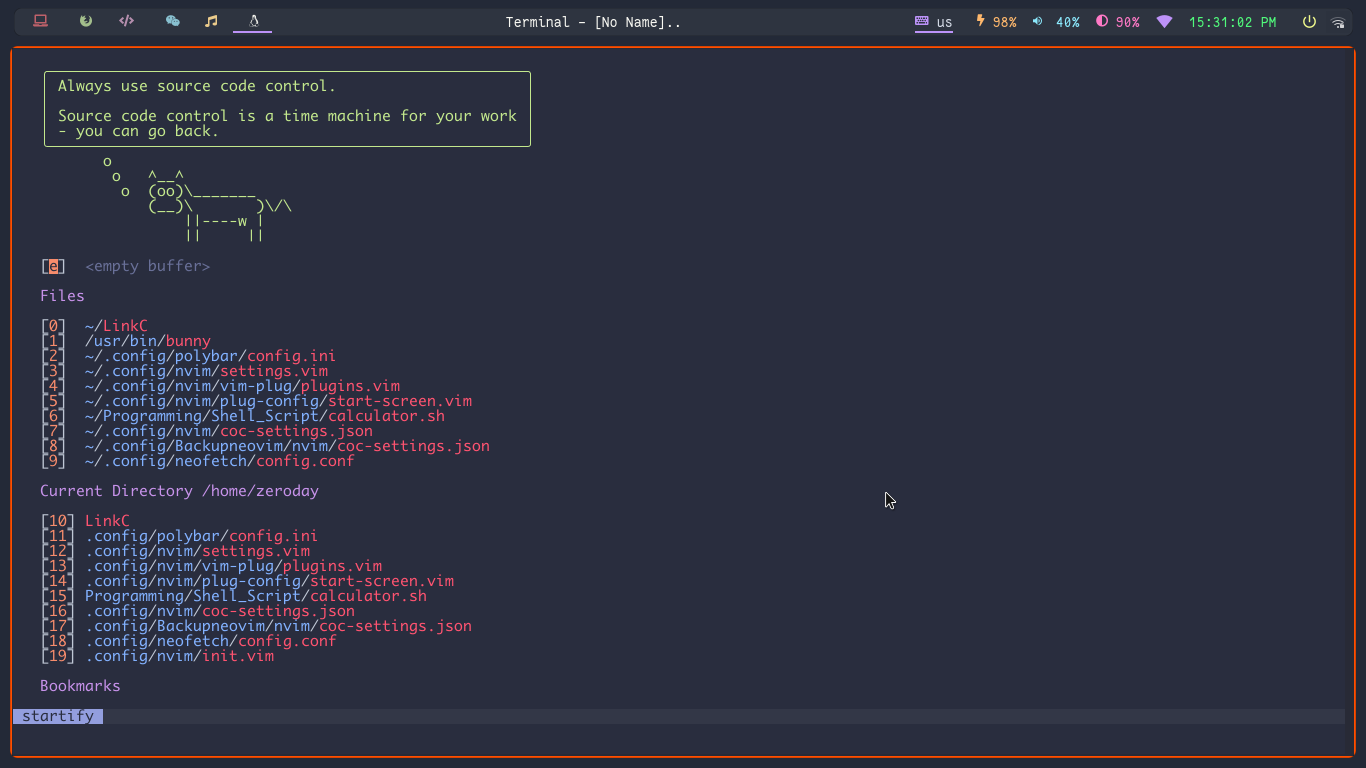 Terminal - [No Name]..
us
98%
40%
90%
15:31:02 PM
Always use source code control.
Source code control is a time machine for your work
- you can go back.
        o
         o   ^__^
          o  (oo)\_______
             (__)\       )\/\
                 ||----w |
                 ||     ||
[e]  <empty buffer>
Files
[0]  ~/LinkC
[1]  /usr/bin/bunny
[2]  ~/.config/polybar/config.ini
[3]  ~/.config/nvim/settings.vim
[4]  ~/.config/nvim/vim-plug/plugins.vim
[5]  ~/.config/nvim/plug-config/start-screen.vim
[6]  ~/Programming/Shell_Script/calculator.sh
[7]  ~/.config/nvim/coc-settings.json
[8]  ~/.config/Backupneovim/nvim/coc-settings.json
[9]  ~/.config/neofetch/config.conf
Current Directory /home/zeroday
[10] LinkC
[11] .config/polybar/config.ini
[12] .config/nvim/settings.vim
[13] .config/nvim/vim-plug/plugins.vim
[14] .config/nvim/plug-config/start-screen.vim
[15] Programming/Shell_Script/calculator.sh
[16] .config/nvim/coc-settings.json
[17] .config/Backupneovim/nvim/coc-settings.json
[18] .config/neofetch/config.conf
[19] .config/nvim/init.vim
Bookmarks
startify